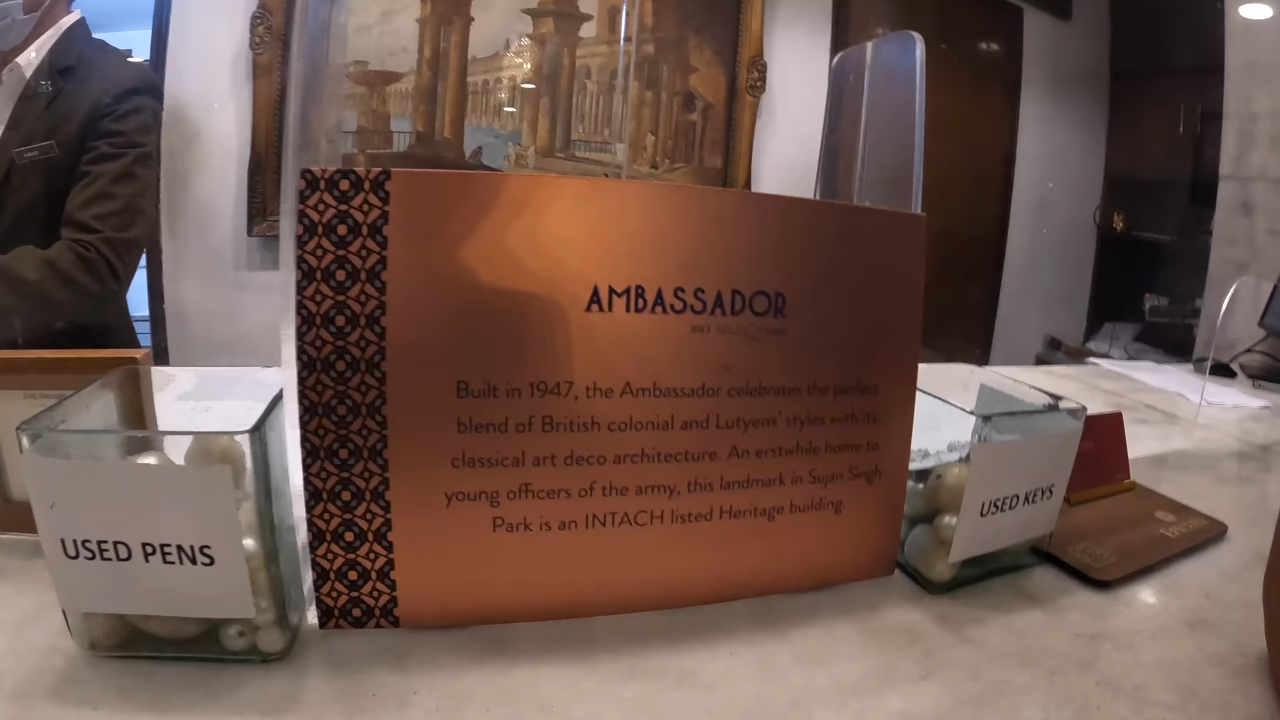 AMBASSADOR
Built in 1947, the Ambassador celebrates the perfect
blend of British colonial and Lutyens' styles with its
classical art deco architecture. An erstwhile home to
young officers of the army, this landmark in Sujan Singh
Park is an INTACH listed Heritage building.
USED PENS
USED KEYS